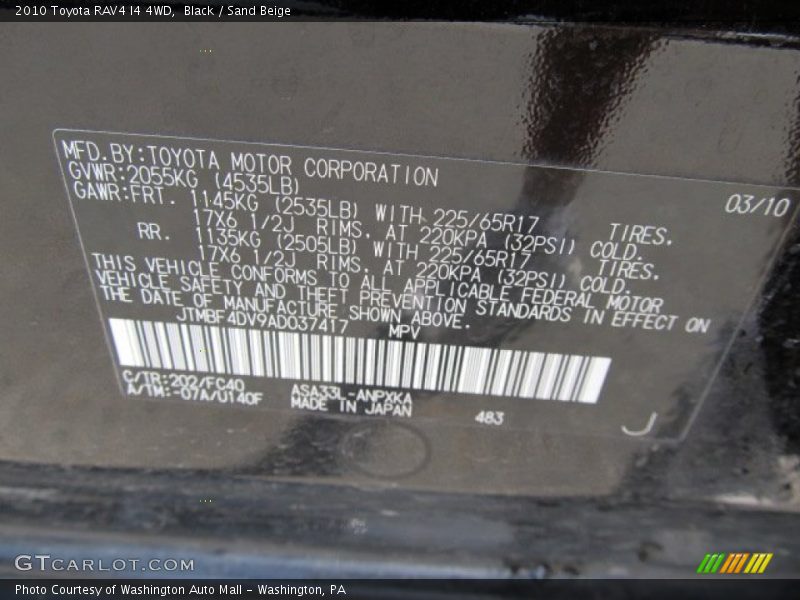 2010 Toyota RAV4 I4 4WD, Black / Sand Beige
MFD.BY:TOYOTA MOTOR CORPORATION
03/10
GVWR:2055KG (4535LB)
GAWR:FRT. 1145KG (2535LB) WITH 225/65R17 TIRES.
17X6 1/2J RIMS. AT 220KPA (32PSI) COLD.
RR. 1135KG (2505LB) WITH 225/65R17 TIRES.
17X6 1/2J RIMS. AT 220KPA (32PSI) COLD.
THIS VEHICLE CONFORMS TO ALL APPLICABLE FEDERAL MOTOR
VEHICLE SAFETY AND THEFT PREVENTION STANDARDS IN EFFECT ON
THE DATE OF MANUFACTURE SHOWN ABOVE.
JTMBF4DV9AD037417 MPV
C/TR:202/FC40 ASA33L-ANPXKA
A/TM:-07A/U140F MADE IN JAPAN 483 J
GTCARLOT.COM
Photo Courtesy of Washington Auto Mall - Washington, PA